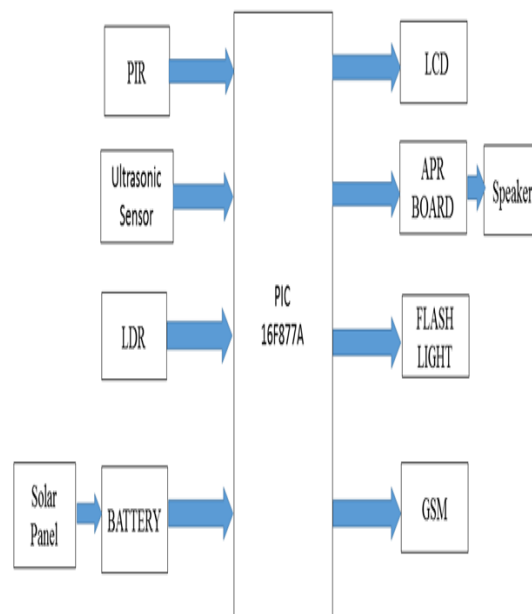 PIR
LCD
Ultrasonic
Sensor
APR
BOARD
Speaker
PIC
16F877A
LDR
FLASH
LIGHT
Solar
Panel
BATTERY
GSM